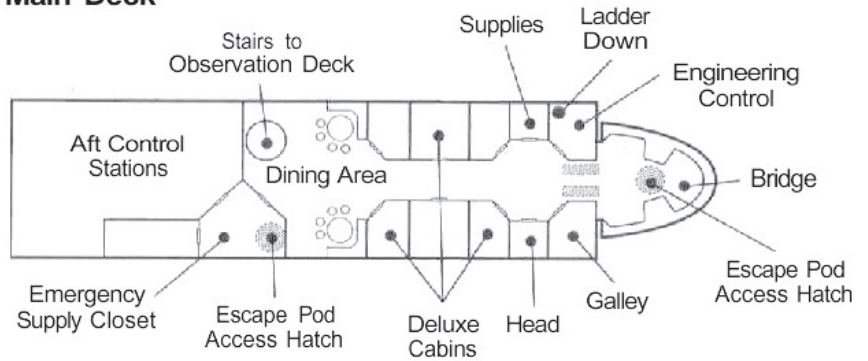 Main Deck
Stairs to
Observation Deck
Supplies
Ladder
Down
Engineering
Control
Aft Control
Stations
Dining Area
Bridge
Emergency
Supply Closet
Escape Pod
Access Hatch
Deluxe
Cabins
Head
Galley
Escape Pod
Access Hatch